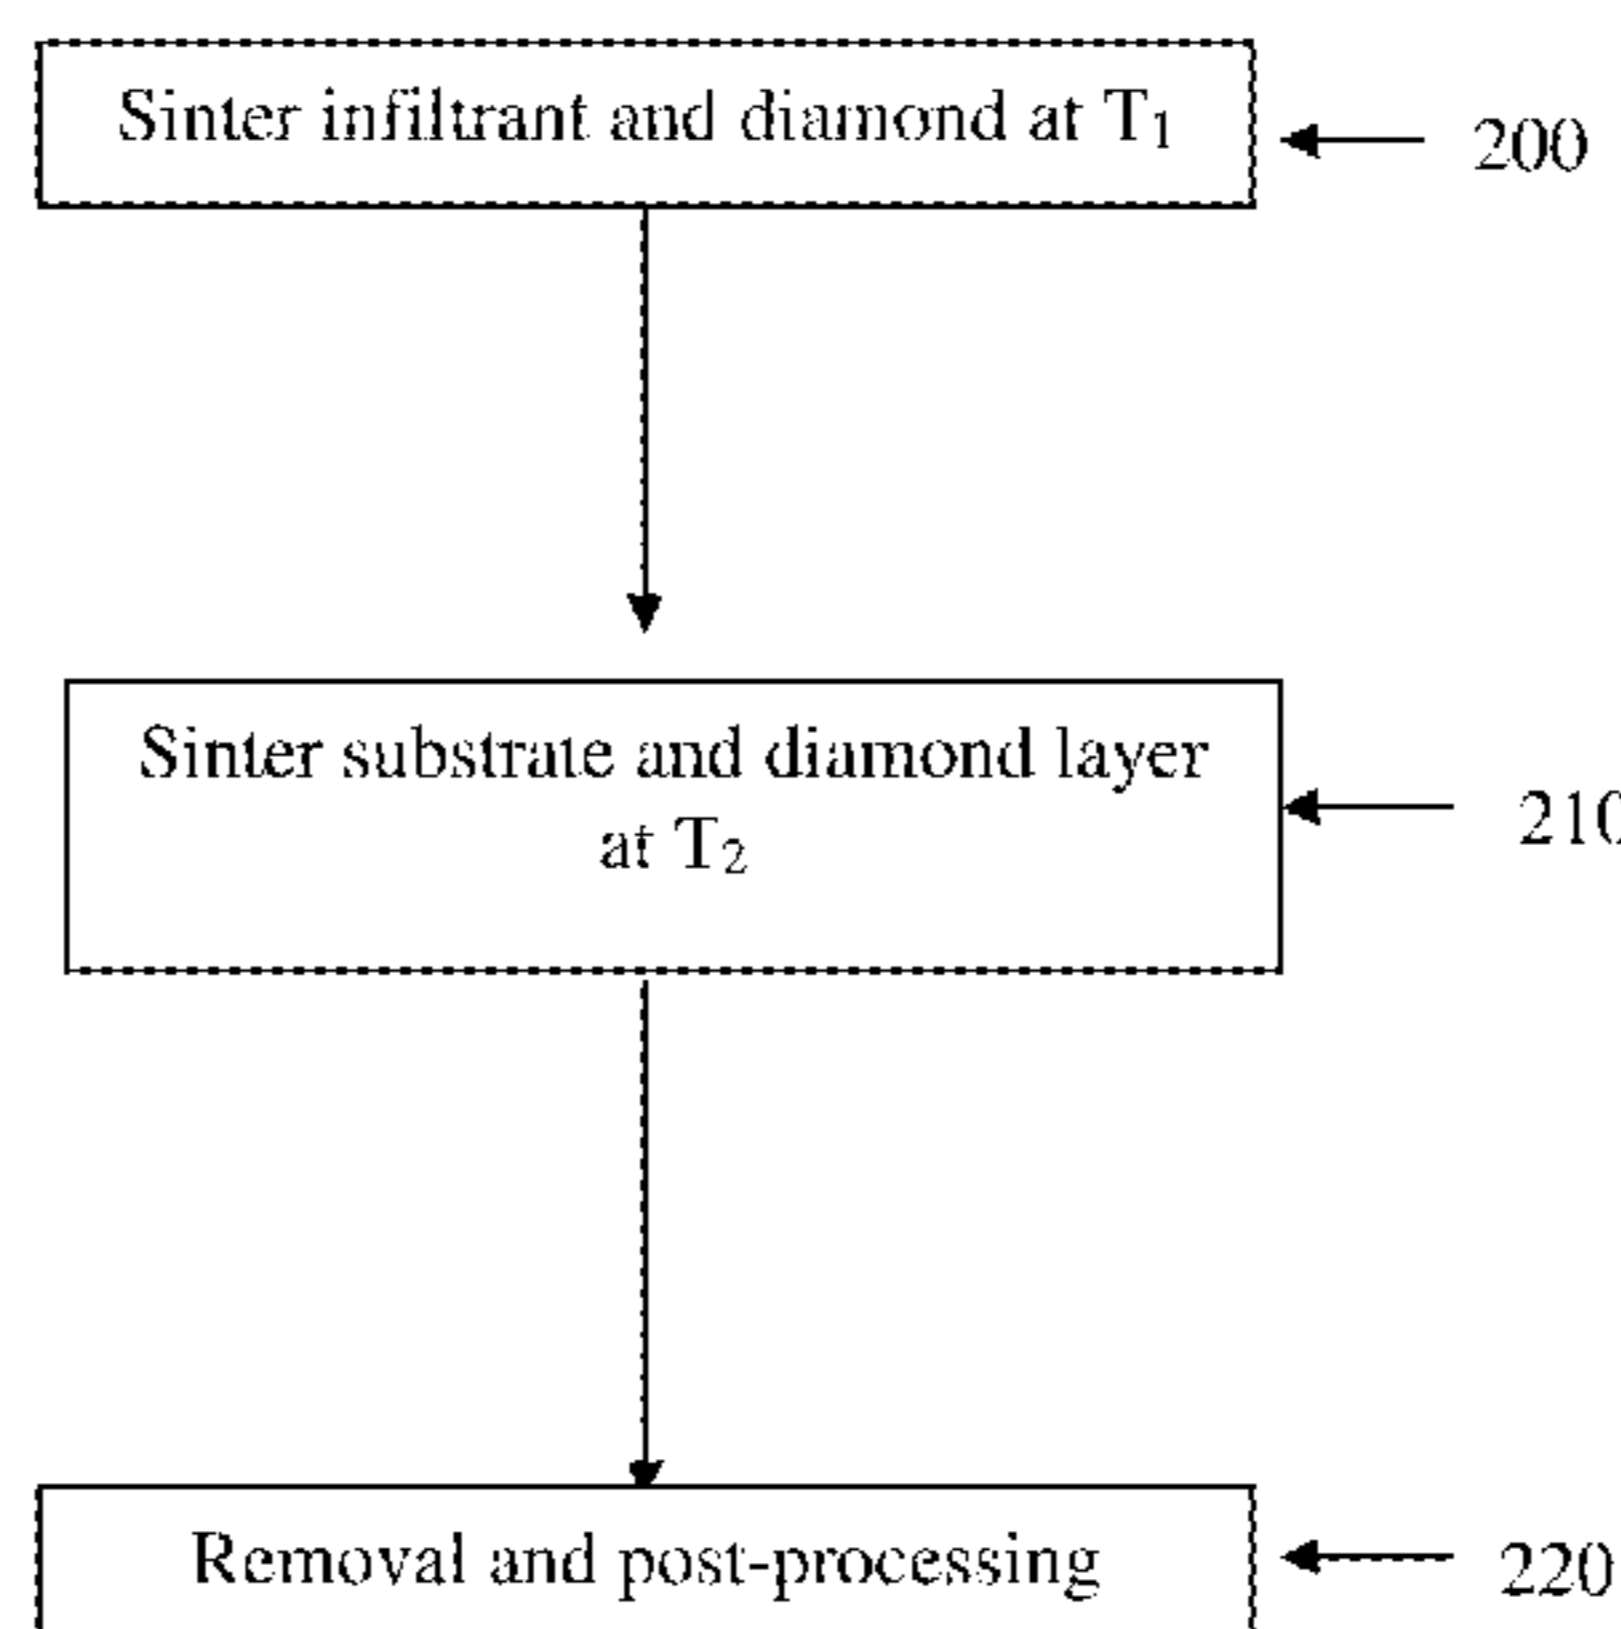 Sinter infiltrant and diamond at T₁
200
Sinter substrate and diamond layer
at T₂
210
Removal and post-processing
220